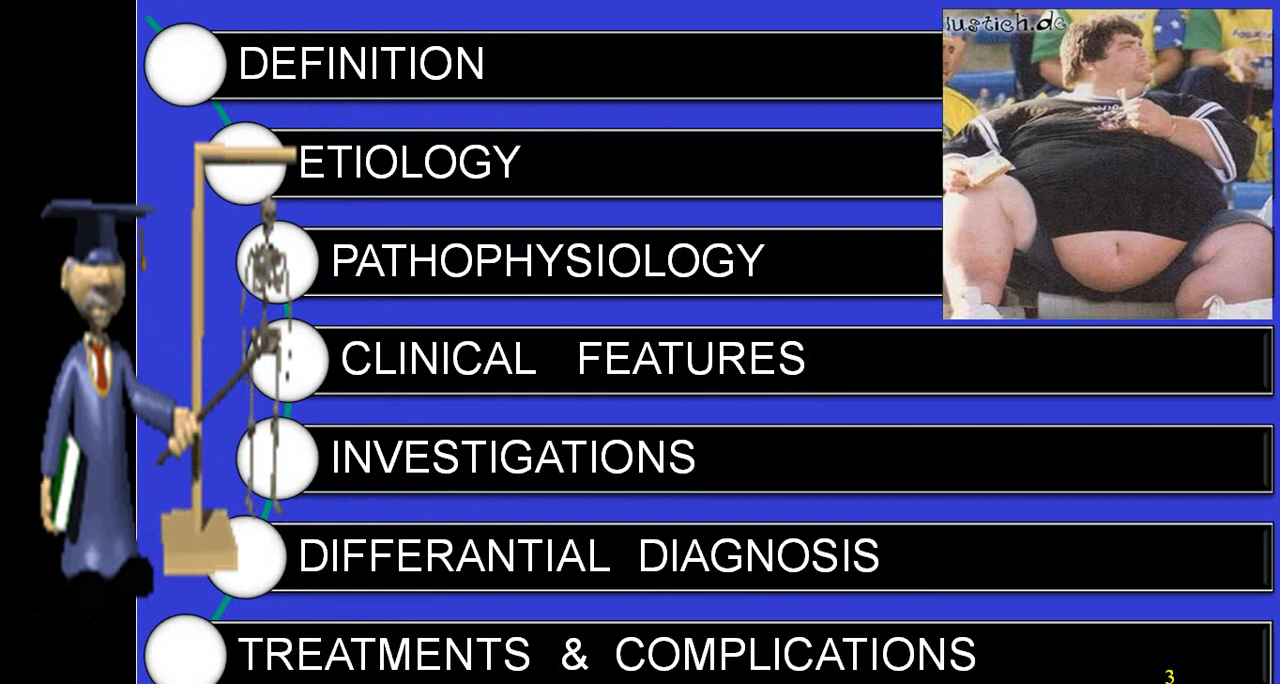 lustich.de
DEFINITION
ETIOLOGY
PATHOPHYSIOLOGY
CLINICAL FEATURES
INVESTIGATIONS
DIFFERANTIAL DIAGNOSIS
TREATMENTS & COMPLICATIONS
3